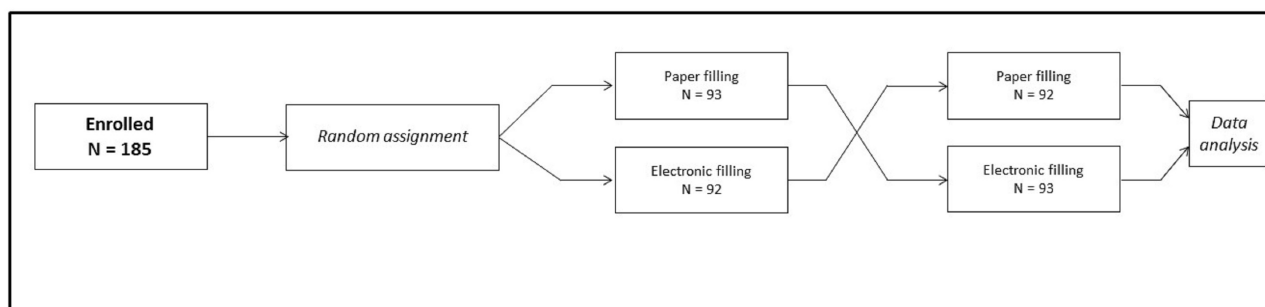 Enrolled
N = 185
Random assignment
Paper filling
N = 93
Electronic filling
N = 92
Paper filling
N = 92
Electronic filling
N = 93
Data
analysis